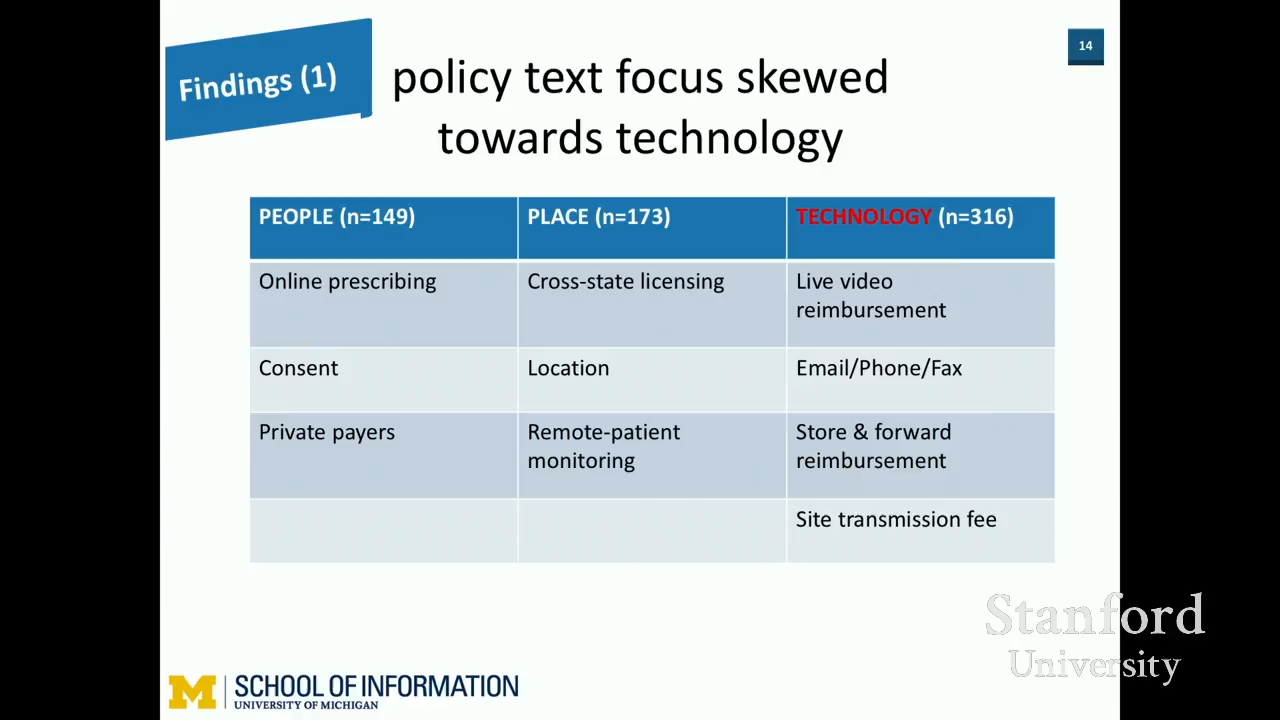 Findings (1)
policy text focus skewed
towards technology
14
PEOPLE (n=149)
PLACE (n=173)
TECHNOLOGY (n=316)
Online prescribing
Cross-state licensing
Live video
reimbursement
Consent
Location
Email/Phone/Fax
Private payers
Remote-patient
monitoring
Store & forward
reimbursement
Site transmission fee
Stanford
University
M
SCHOOL OF INFORMATION
UNIVERSITY OF MICHIGAN